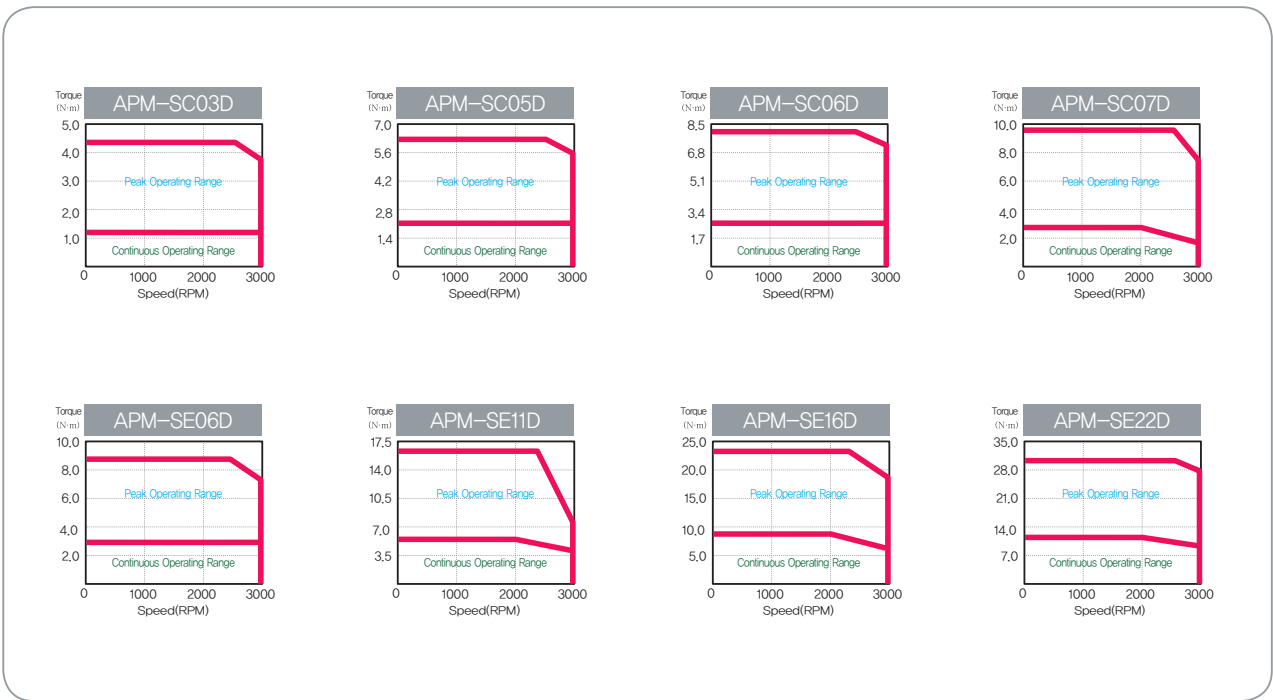 Torque
(N·m)
APM-SC03D
5,0
4,0
3,0
2,0
1,0
Peak Operating Range
Continuous Operating Range
0 1000 2000 3000
Speed(RPM)
Torque
(N·m)
APM-SC05D
7,0
5,6
4,2
2,8
1,4
Peak Operating Range
Continuous Operating Range
0 1000 2000 3000
Speed(RPM)
Torque
(N·m)
APM-SC06D
8,5
6,8
5,1
3,4
1,7
Peak Operating Range
Continuous Operating Range
0 1000 2000 3000
Speed(RPM)
Torque
(N·m)
APM-SC07D
10,0
8,0
6,0
4,0
2,0
Peak Operating Range
Continuous Operating Range
0 1000 2000 3000
Speed(RPM)
Torque
(N·m)
APM-SE06D
10,0
8,0
6,0
4,0
2,0
Peak Operating Range
Continuous Operating Range
0 1000 2000 3000
Speed(RPM)
Torque
(N·m)
APM-SE11D
17,5
14,0
10,5
7,0
3,5
Peak Operating Range
Continuous Operating Range
0 1000 2000 3000
Speed(RPM)
Torque
(N·m)
APM-SE16D
25,0
20,0
15,0
10,0
5,0
Peak Operating Range
Continuous Operating Range
0 1000 2000 3000
Speed(RPM)
Torque
(N·m)
APM-SE22D
35,0
28,0
21,0
14,0
7,0
Peak Operating Range
Continuous Operating Range
0 1000 2000 3000
Speed(RPM)